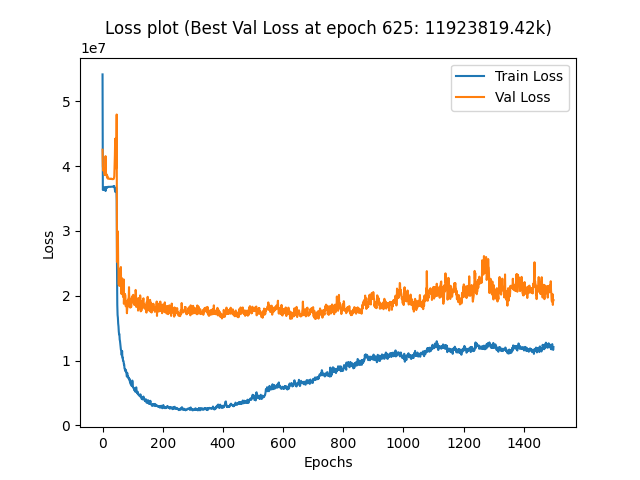 Loss plot (Best Val Loss at epoch 625: 11923819.42k)
1e7
Train Loss
Val Loss
5
4
3
2
1
0
Loss
0 200 400 600 800 1000 1200 1400
Epochs